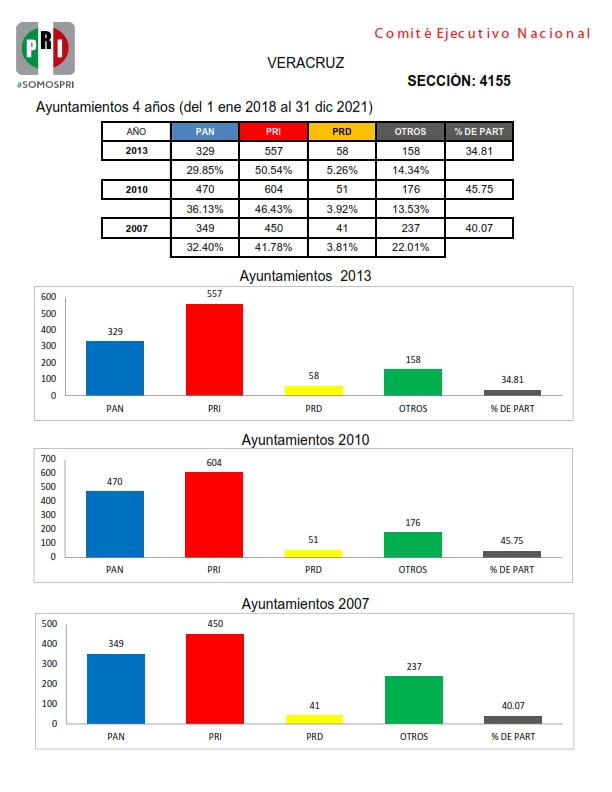 Comité Ejecutivo Nacional
PRI
#SOMOSPRI
VERACRUZ
SECCIÓN: 4155
Ayuntamientos 4 años (del 1 ene 2018 al 31 dic 2021)
AÑO PAN PRI PRD OTROS % DE PART
2013 329 557 58 158 34.81
29.85% 50.54% 5.26% 14.34%
2010 470 604 51 176 45.75
36.13% 46.43% 3.92% 13.53%
2007 349 450 41 237 40.07
32.40% 41.78% 3.81% 22.01%
Ayuntamientos 2013
600
500
400
300
200
100
0
329 557 58 158 34.81
PAN PRI PRD OTROS % DE PART
Ayuntamientos 2010
700
600
500
400
300
200
100
0
470 604 51 176 45.75
PAN PRI PRD OTROS % DE PART
Ayuntamientos 2007
500
400
300
200
100
0
349 450 41 237 40.07
PAN PRI PRD OTROS % DE PART